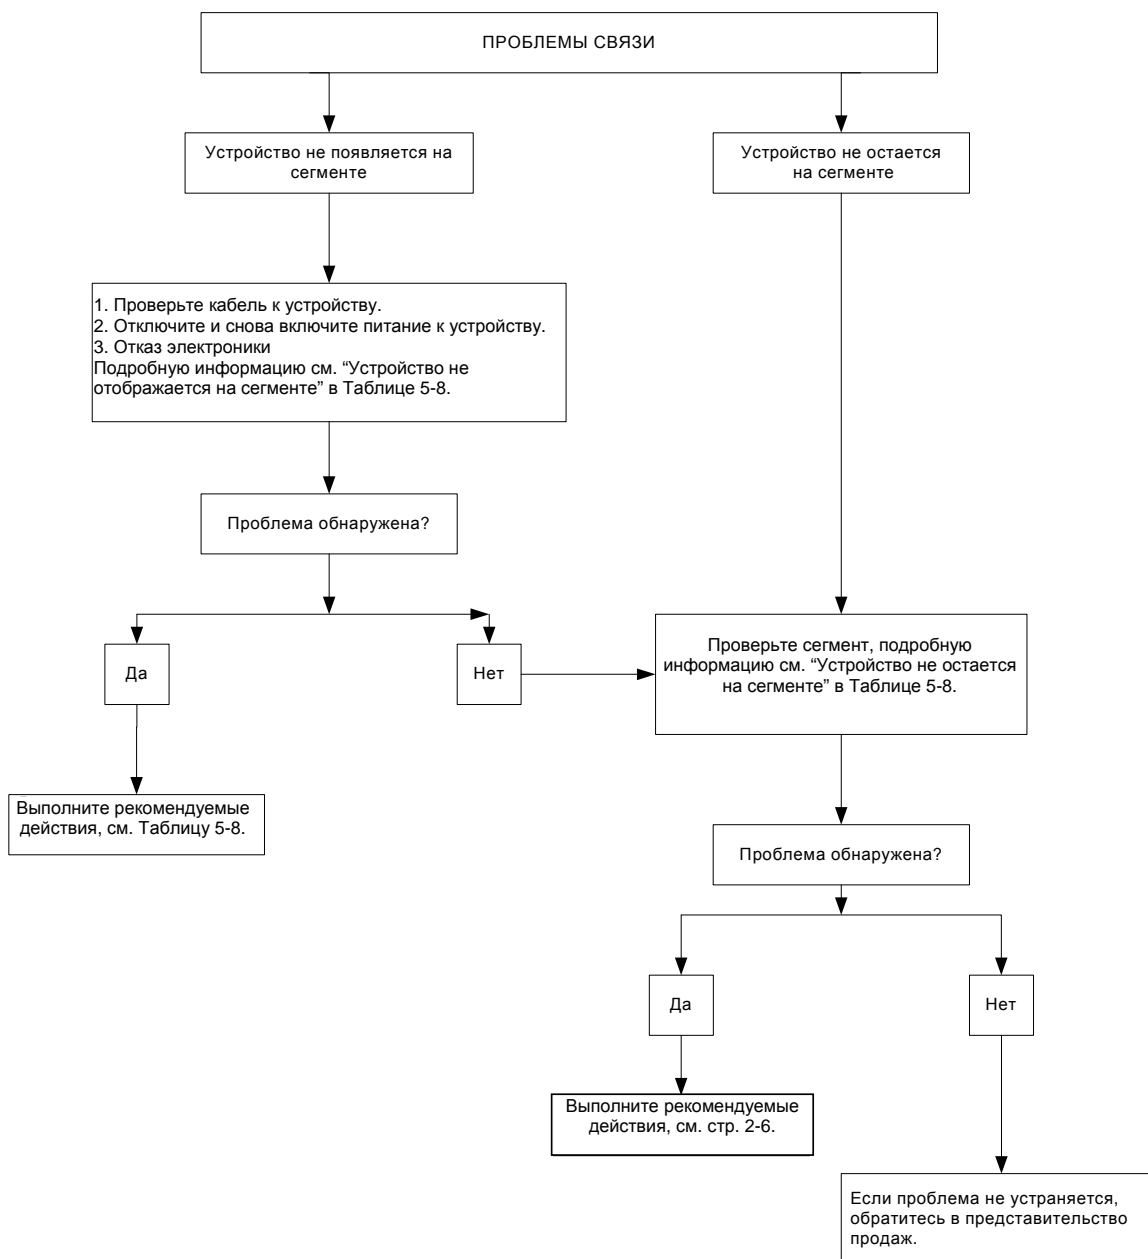 ПРОБЛЕМЫ СВЯЗИ
Устройство не появляется на
сегменте
Устройство не остается
на сегменте
1. Проверьте кабель к устройству.
2. Отключите и снова включите питание к устройству.
3. Отказ электроники
Подробную информацию см. “Устройство не
отображается на сегменте” в Таблице 5-8.
Проблема обнаружена?
Да
Нет
Проверьте сегмент, подробную
информацию см. “Устройство не остается
на сегменте” в Таблице 5-8.
Выполните рекомендуемые
действия, см. Таблицу 5-8.
Проблема обнаружена?
Да
Нет
Выполните рекомендуемые
действия, см. стр. 2-6.
Если проблема не устраняется,
обратитесь в представительство
продаж.